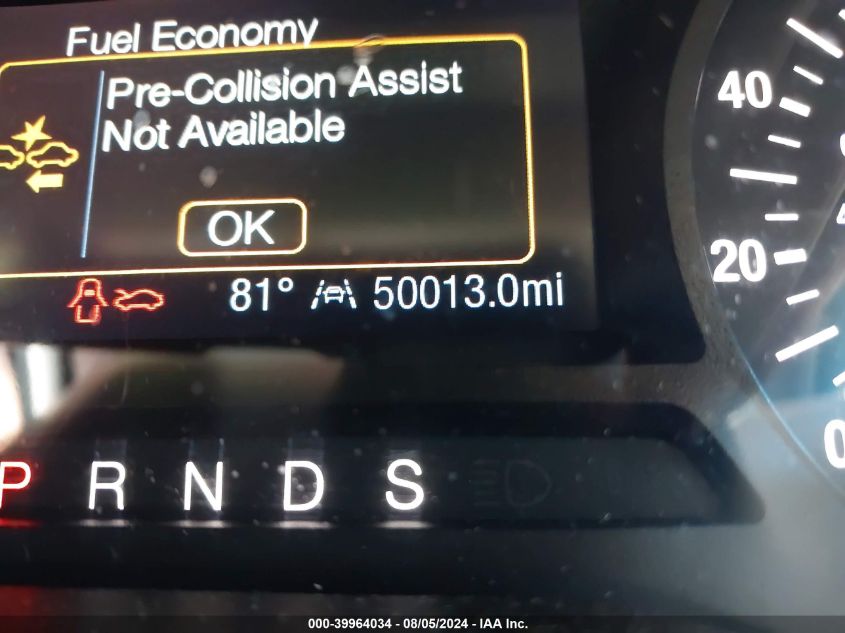 Fuel Economy
Pre-Collision Assist
Not Available
OK
81° 50013.0mi
40
20
0
P R N D S
000-39964034 - 08/05/2024 - IAA Inc.